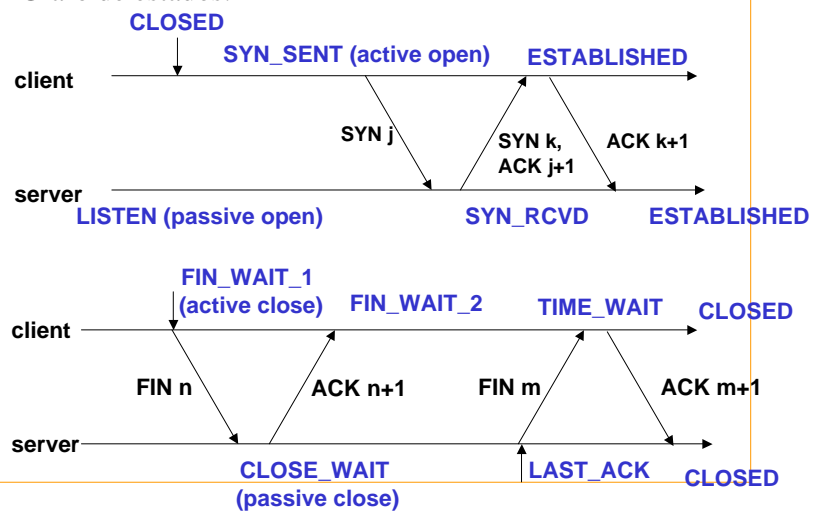 CLOSED
SYN_SENT (active open)
ESTABLISHED
client
SYN j
SYN k,
ACK j+1
ACK k+1
server
LISTEN (passive open)
SYN_RCVD
ESTABLISHED
FIN_WAIT_1
(active close)
FIN_WAIT_2
TIME_WAIT
CLOSED
client
FIN n
ACK n+1
FIN m
ACK m+1
server
CLOSE_WAIT
(passive close)
LAST_ACK
CLOSED